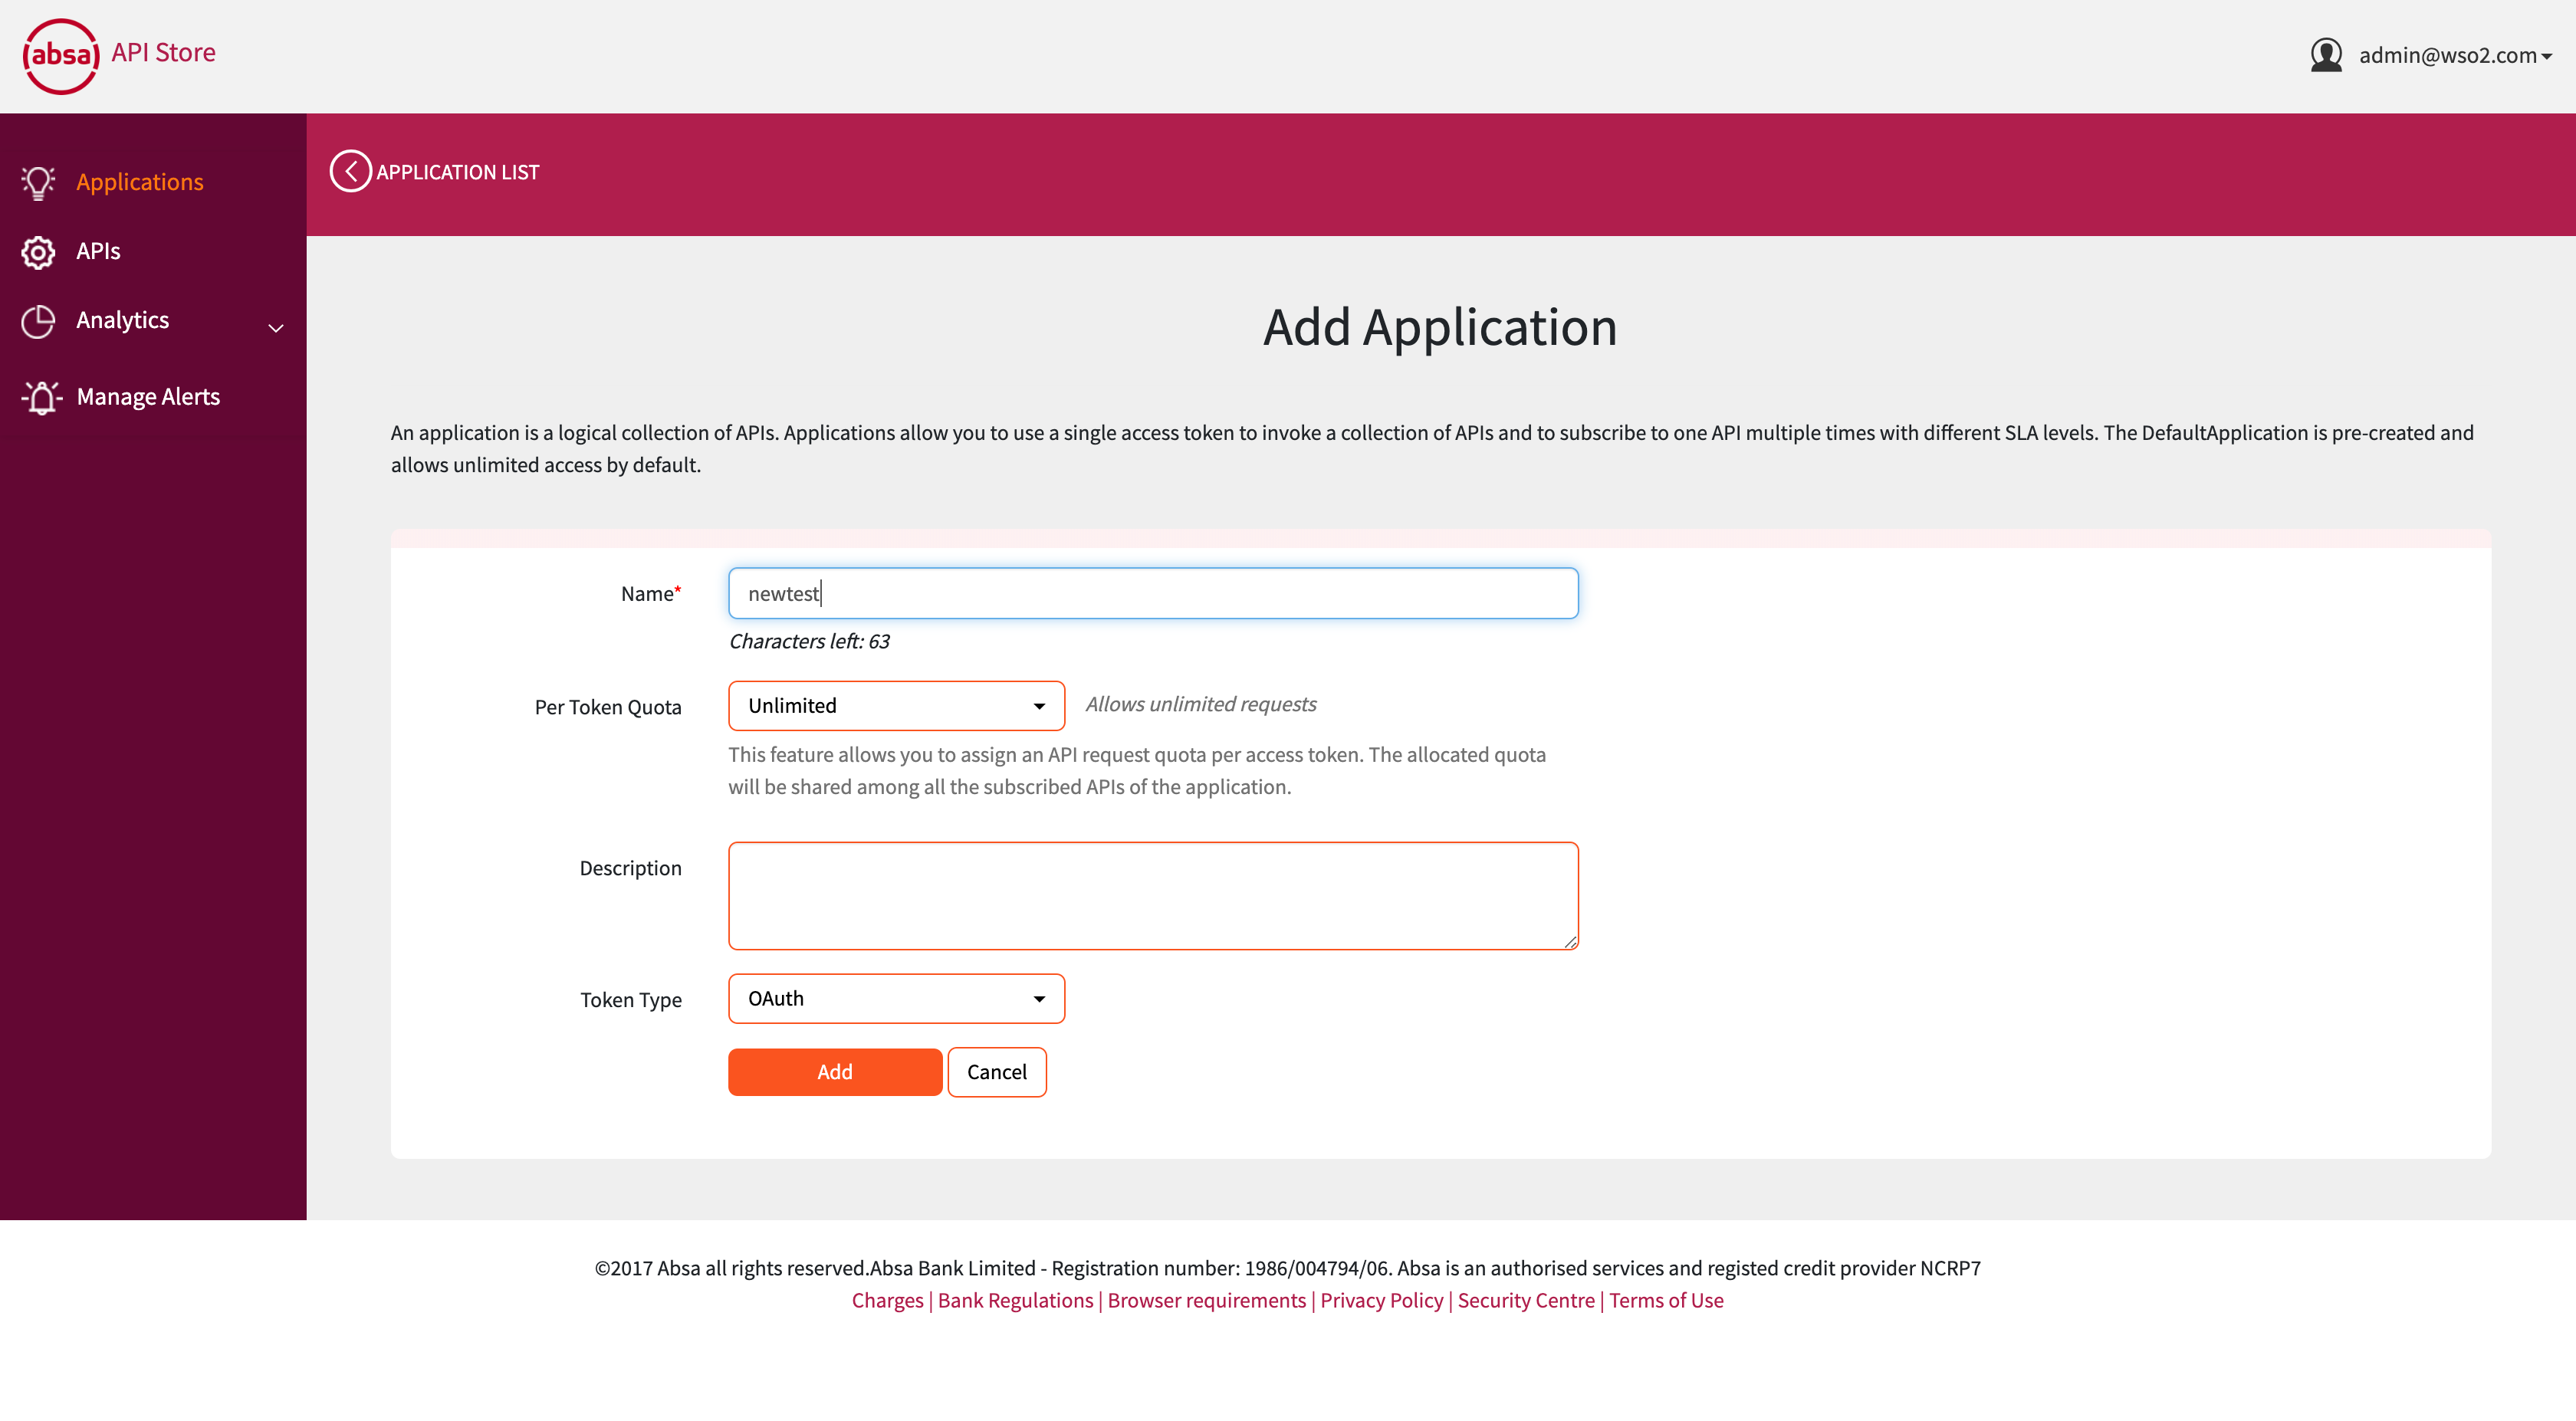 absa API Store
admin@wso2.com
Applications
APIs
Analytics
Manage Alerts
APPLICATION LIST
Add Application
An application is a logical collection of APIs. Applications allow you to use a single access token to invoke a collection of APIs and to subscribe to one API multiple times with different SLA levels. The DefaultApplication is pre-created and
allows unlimited access by default.
Name* newtest
Characters left: 63
Per Token Quota Unlimited Allows unlimited requests
This feature allows you to assign an API request quota per access token. The allocated quota
will be shared among all the subscribed APIs of the application.
Description
Token Type OAuth
Add Cancel
©2017 Absa all rights reserved.Absa Bank Limited - Registration number: 1986/004794/06. Absa is an authorised services and registed credit provider NCRP7
Charges | Bank Regulations | Browser requirements | Privacy Policy | Security Centre | Terms of Use